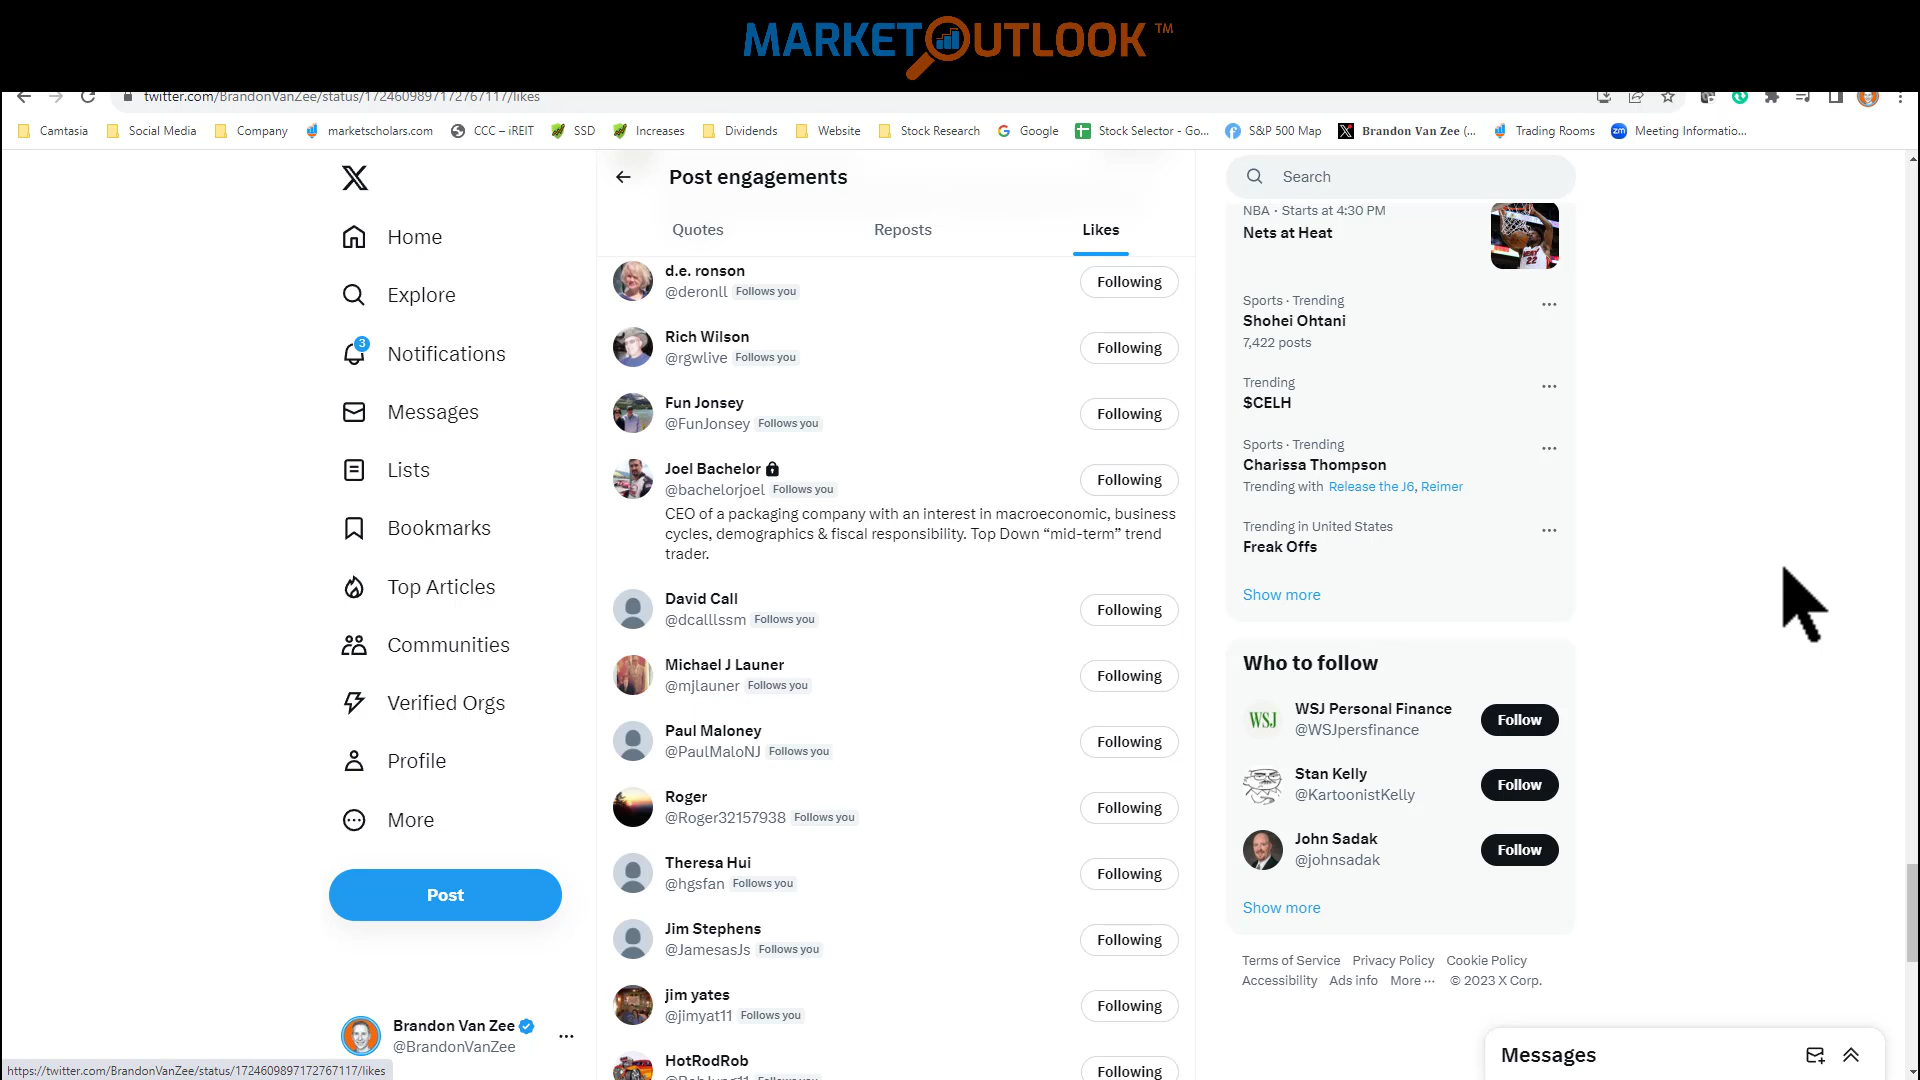 MARKETOUTLOOK™
twitter.com/BrandonVanZee/status/1724609897172767117/likes
Camtasia
Social Media
Company
marketscholars.com
CCC – iREIT
SSD
Increases
Dividends
Website
Stock Research
Google
Stock Selector - Go...
S&P 500 Map
Brandon Van Zee (...
Trading Rooms
Meeting Informatio...
Home
Explore
3
Notifications
Messages
Lists
Bookmarks
Top Articles
Communities
Verified Orgs
Profile
More
Post
Brandon Van Zee
@BrandonVanZee
https://twitter.com/BrandonVanZee/status/1724609897172767117/likes
Post engagements
Quotes Reposts Likes
d.e. ronson
@deronll Follows you
Following
Rich Wilson
@rgwlive Follows you
Following
Fun Jonsey
@FunJonsey Follows you
Following
Joel Bachelor
@bachelorjoel Follows you
Following
CEO of a packaging company with an interest in macroeconomic, business
cycles, demographics & fiscal responsibility. Top Down “mid-term” trend
trader.
David Call
@dcalllssm Follows you
Following
Michael J Launer
@mjlauner Follows you
Following
Paul Maloney
@PaulMaloNJ Follows you
Following
Roger
@Roger32157938 Follows you
Following
Theresa Hui
@hgsfan Follows you
Following
Jim Stephens
@JamesasJs Follows you
Following
jim yates
@jimyat11 Follows you
Following
HotRodRob
Following
Search
NBA · Starts at 4:30 PM
Nets at Heat
Sports · Trending
Shohei Ohtani
7,422 posts
Trending
$CELH
Sports · Trending
Charissa Thompson
Trending with Release the J6, Reimer
Trending in United States
Freak Offs
Show more
Who to follow
WSJ
WSJ Personal Finance
@WSJpersfinance
Follow
Stan Kelly
@KartoonistKelly
Follow
John Sadak
@johnsadak
Follow
Show more
Terms of Service Privacy Policy Cookie Policy
Accessibility Ads info More ··· © 2023 X Corp.
Messages